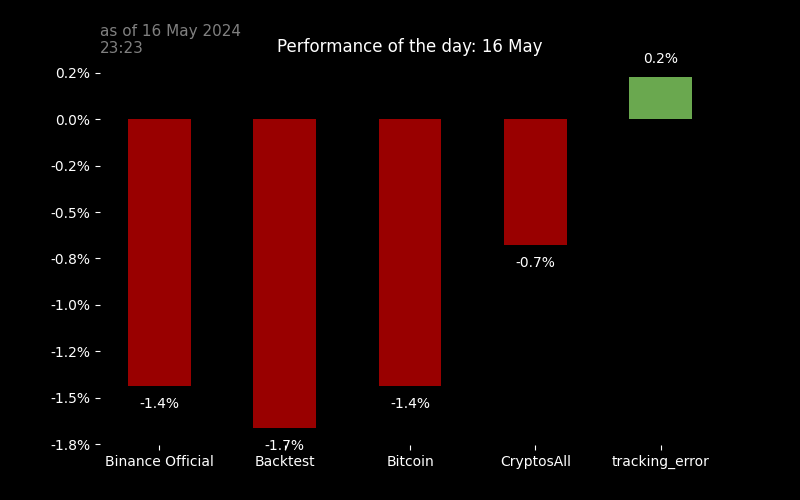 as of 16 May 2024
23:23
Performance of the day: 16 May
0.2%
0.2%
0.0%
-0.2%
-0.5%
-0.8%
-0.7%
-1.0%
-1.2%
-1.5%
-1.4%
-1.4%
-1.8%
-1.7%
Binance Official
Backtest
Bitcoin
CryptosAll
tracking_error